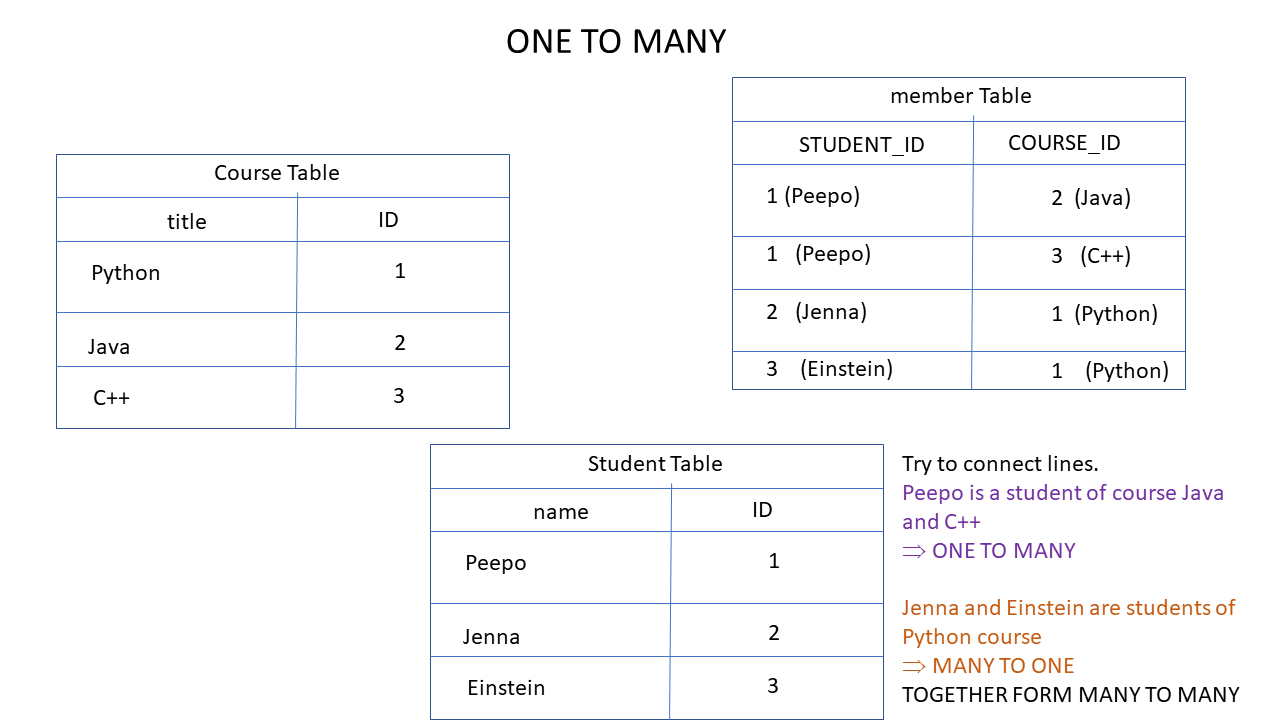 ONE TO MANY
member Table
STUDENT_ID COURSE_ID
1 (Peepo) 2 (Java)
1 (Peepo) 3 (C++)
2 (Jenna) 1 (Python)
3 (Einstein) 1 (Python)
Course Table
title ID
Python 1
Java 2
C++ 3
Student Table
name ID
Peepo 1
Jenna 2
Einstein 3
Try to connect lines.
Peepo is a student of course Java
and C++
⇒ ONE TO MANY
Jenna and Einstein are students of
Python course
⇒ MANY TO ONE
TOGETHER FORM MANY TO MANY